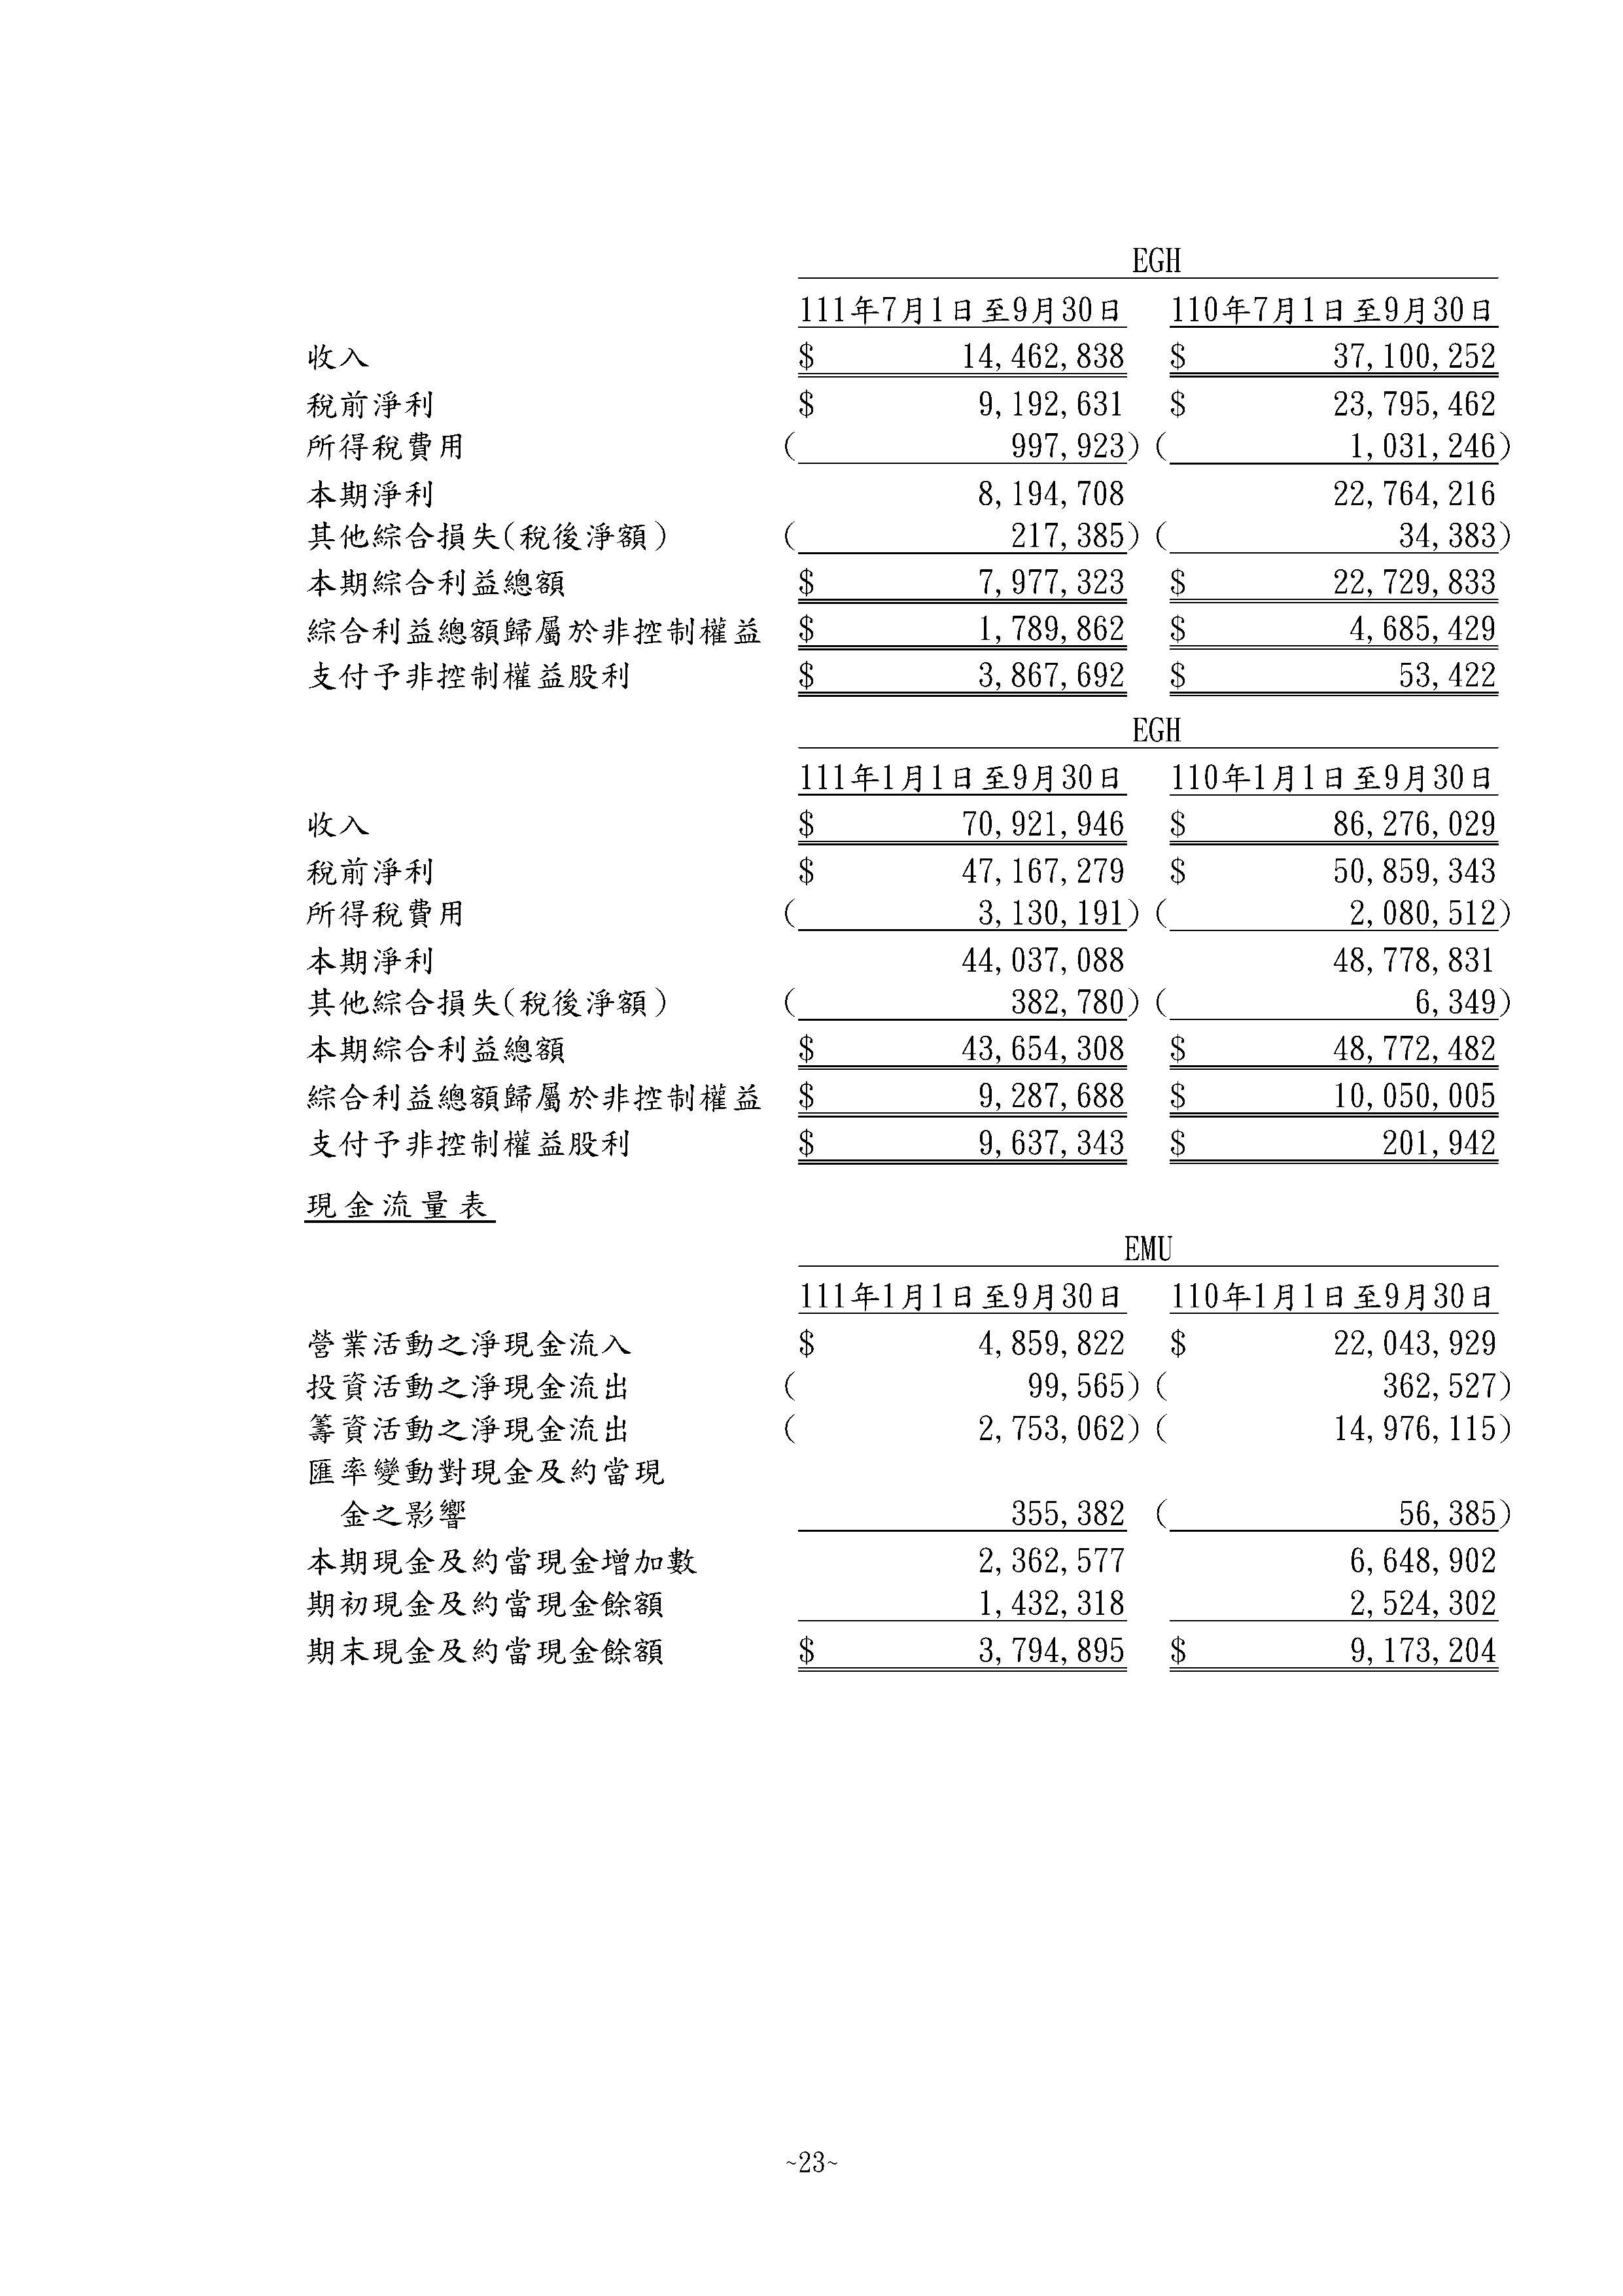 EGH
111年7月1日至9月30日 110年7月1日至9月30日
收入 $ 14,462,838 $ 37,100,252
稅前淨利 $ 9,192,631 $ 23,795,462
所得稅費用 ( 997,923) ( 1,031,246)
本期淨利 8,194,708 22,764,216
其他綜合損失(稅後淨額) ( 217,385) ( 34,383)
本期綜合利益總額 $ 7,977,323 $ 22,729,833
綜合利益總額歸屬於非控制權益 $ 1,789,862 $ 4,685,429
支付予非控制權益股利 $ 3,867,692 $ 53,422
EGH
111年1月1日至9月30日 110年1月1日至9月30日
收入 $ 70,921,946 $ 86,276,029
稅前淨利 $ 47,167,279 $ 50,859,343
所得稅費用 ( 3,130,191) ( 2,080,512)
本期淨利 44,037,088 48,778,831
其他綜合損失(稅後淨額) ( 382,780) ( 6,349)
本期綜合利益總額 $ 43,654,308 $ 48,772,482
綜合利益總額歸屬於非控制權益 $ 9,287,688 $ 10,050,005
支付予非控制權益股利 $ 9,637,343 $ 201,942
現金流量表
EMU
111年1月1日至9月30日 110年1月1日至9月30日
營業活動之淨現金流入 $ 4,859,822 $ 22,043,929
投資活動之淨現金流出 ( 99,565) ( 362,527)
籌資活動之淨現金流出 ( 2,753,062) ( 14,976,115)
匯率變動對現金及約當現
金之影響 355,382 ( 56,385)
本期現金及約當現金增加數 2,362,577 6,648,902
期初現金及約當現金餘額 1,432,318 2,524,302
期末現金及約當現金餘額 $ 3,794,895 $ 9,173,204
~23~